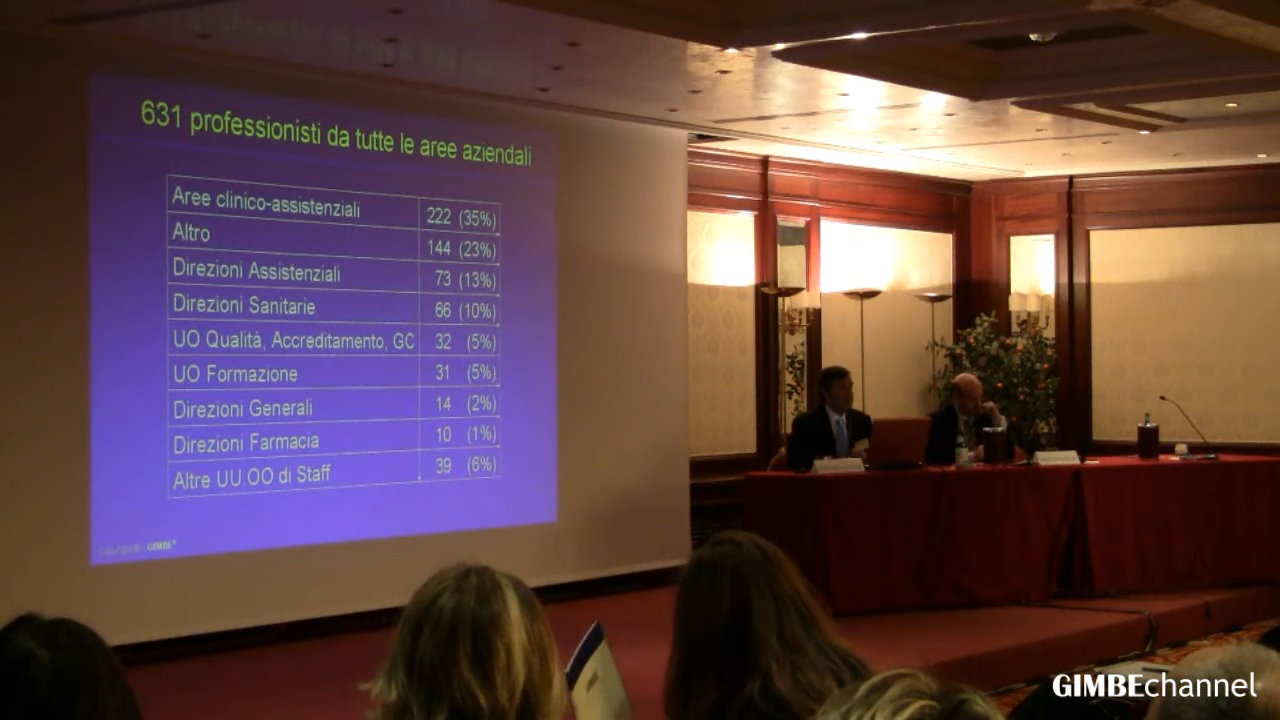 631 professionisti da tutte le aree aziendali
Aree clinico-assistenziali 222 (35%)
Altro 144 (23%)
Direzioni Assistenziali 73 (13%)
Direzioni Sanitarie 66 (10%)
UO Qualità, Accreditamento, GC 32 (5%)
UO Formazione 31 (5%)
Direzioni Generali 14 (2%)
Direzioni Farmacia 10 (1%)
Altre UU OO di Staff 39 (6%)
GIMBE®
GIMBEchannel